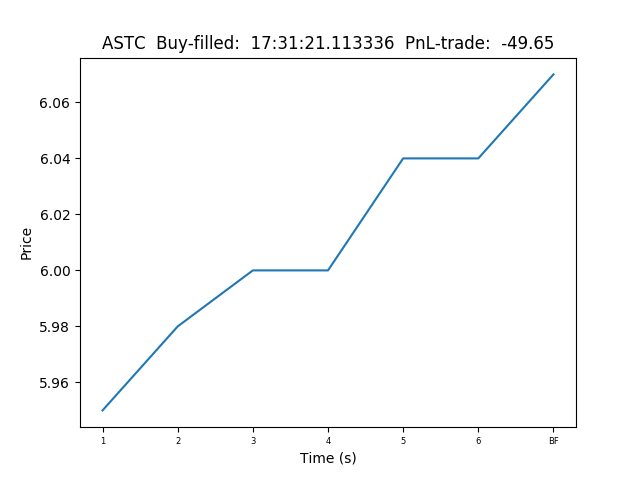 ASTC  Buy-filled:  17:31:21.113336  PnL-trade:  -49.65
Price
6.06
6.04
6.02
6.00
5.98
5.96
1 2 3 4 5 6 BF
Time (s)